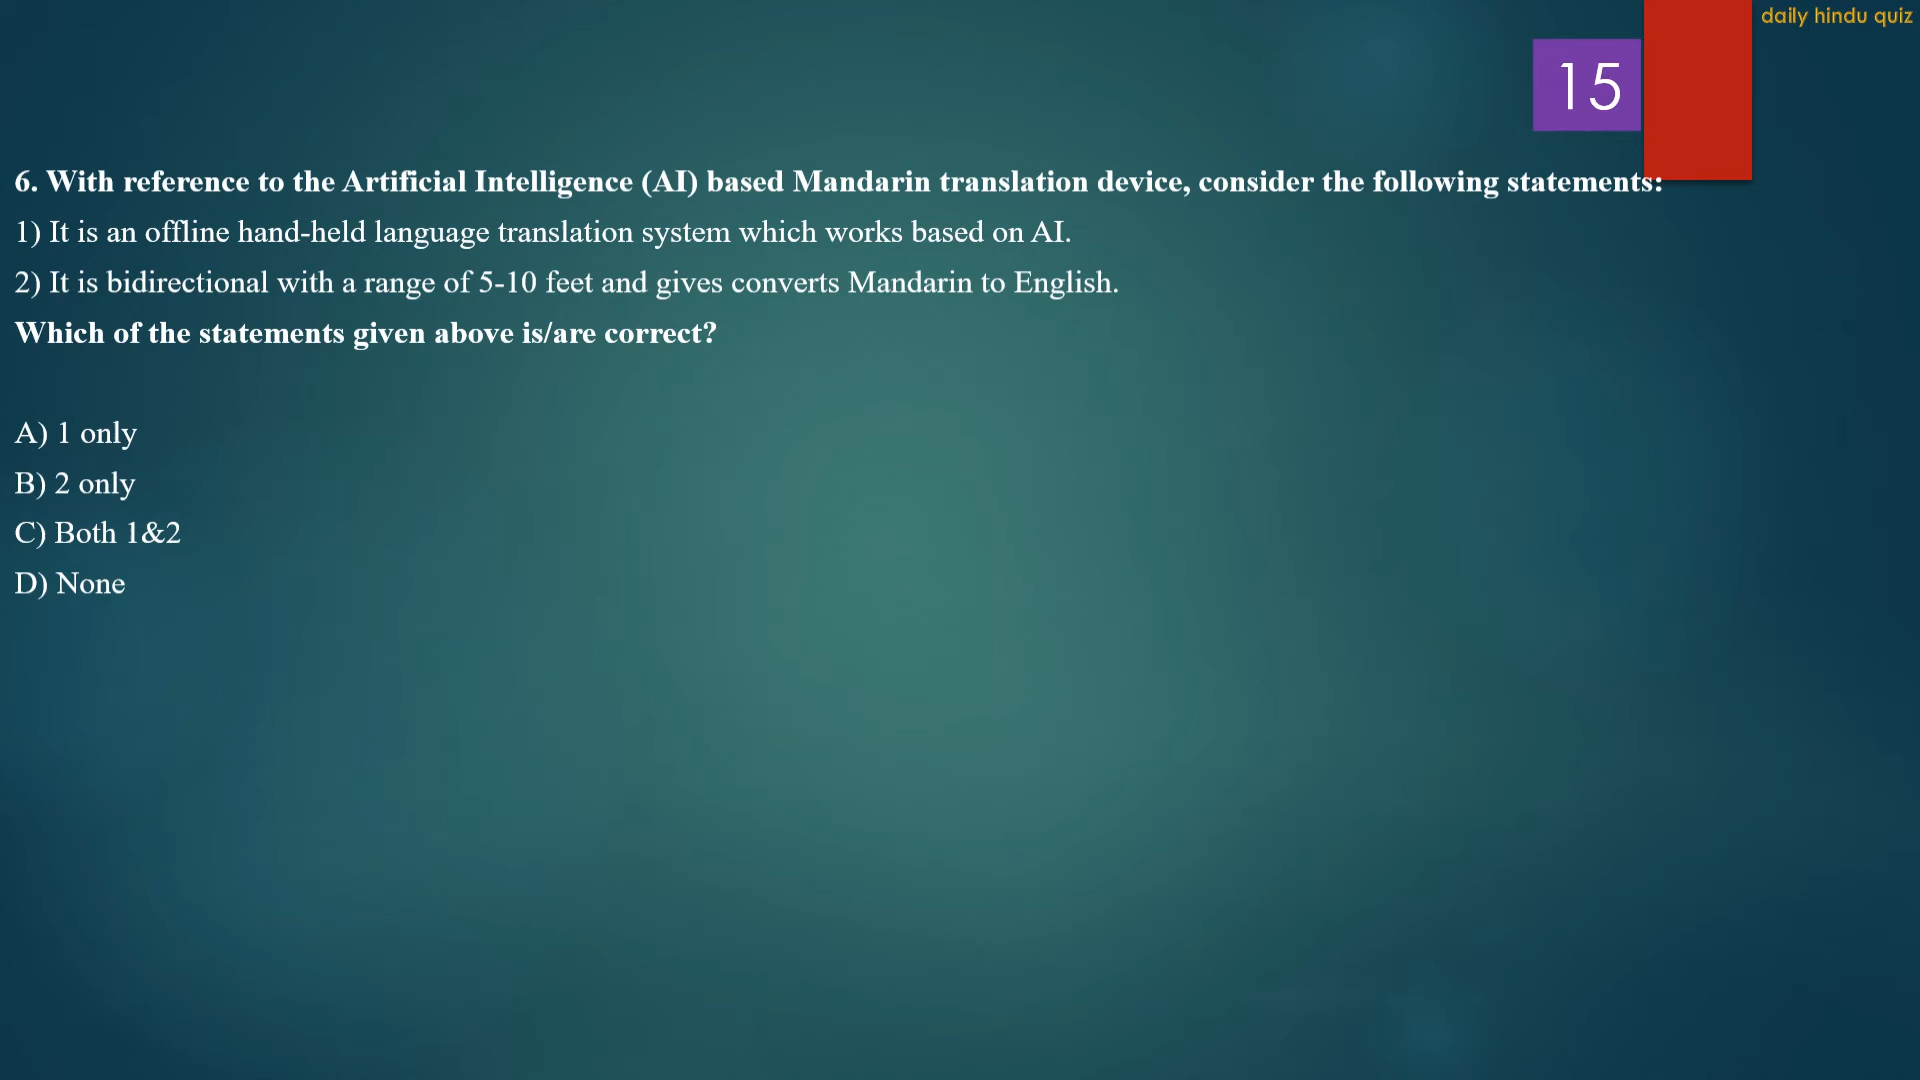 daily hindu quiz
15
6. With reference to the Artificial Intelligence (AI) based Mandarin translation device, consider the following statements:
1) It is an offline hand-held language translation system which works based on AI.
2) It is bidirectional with a range of 5-10 feet and gives converts Mandarin to English.
Which of the statements given above is/are correct?
A) 1 only
B) 2 only
C) Both 1&2
D) None